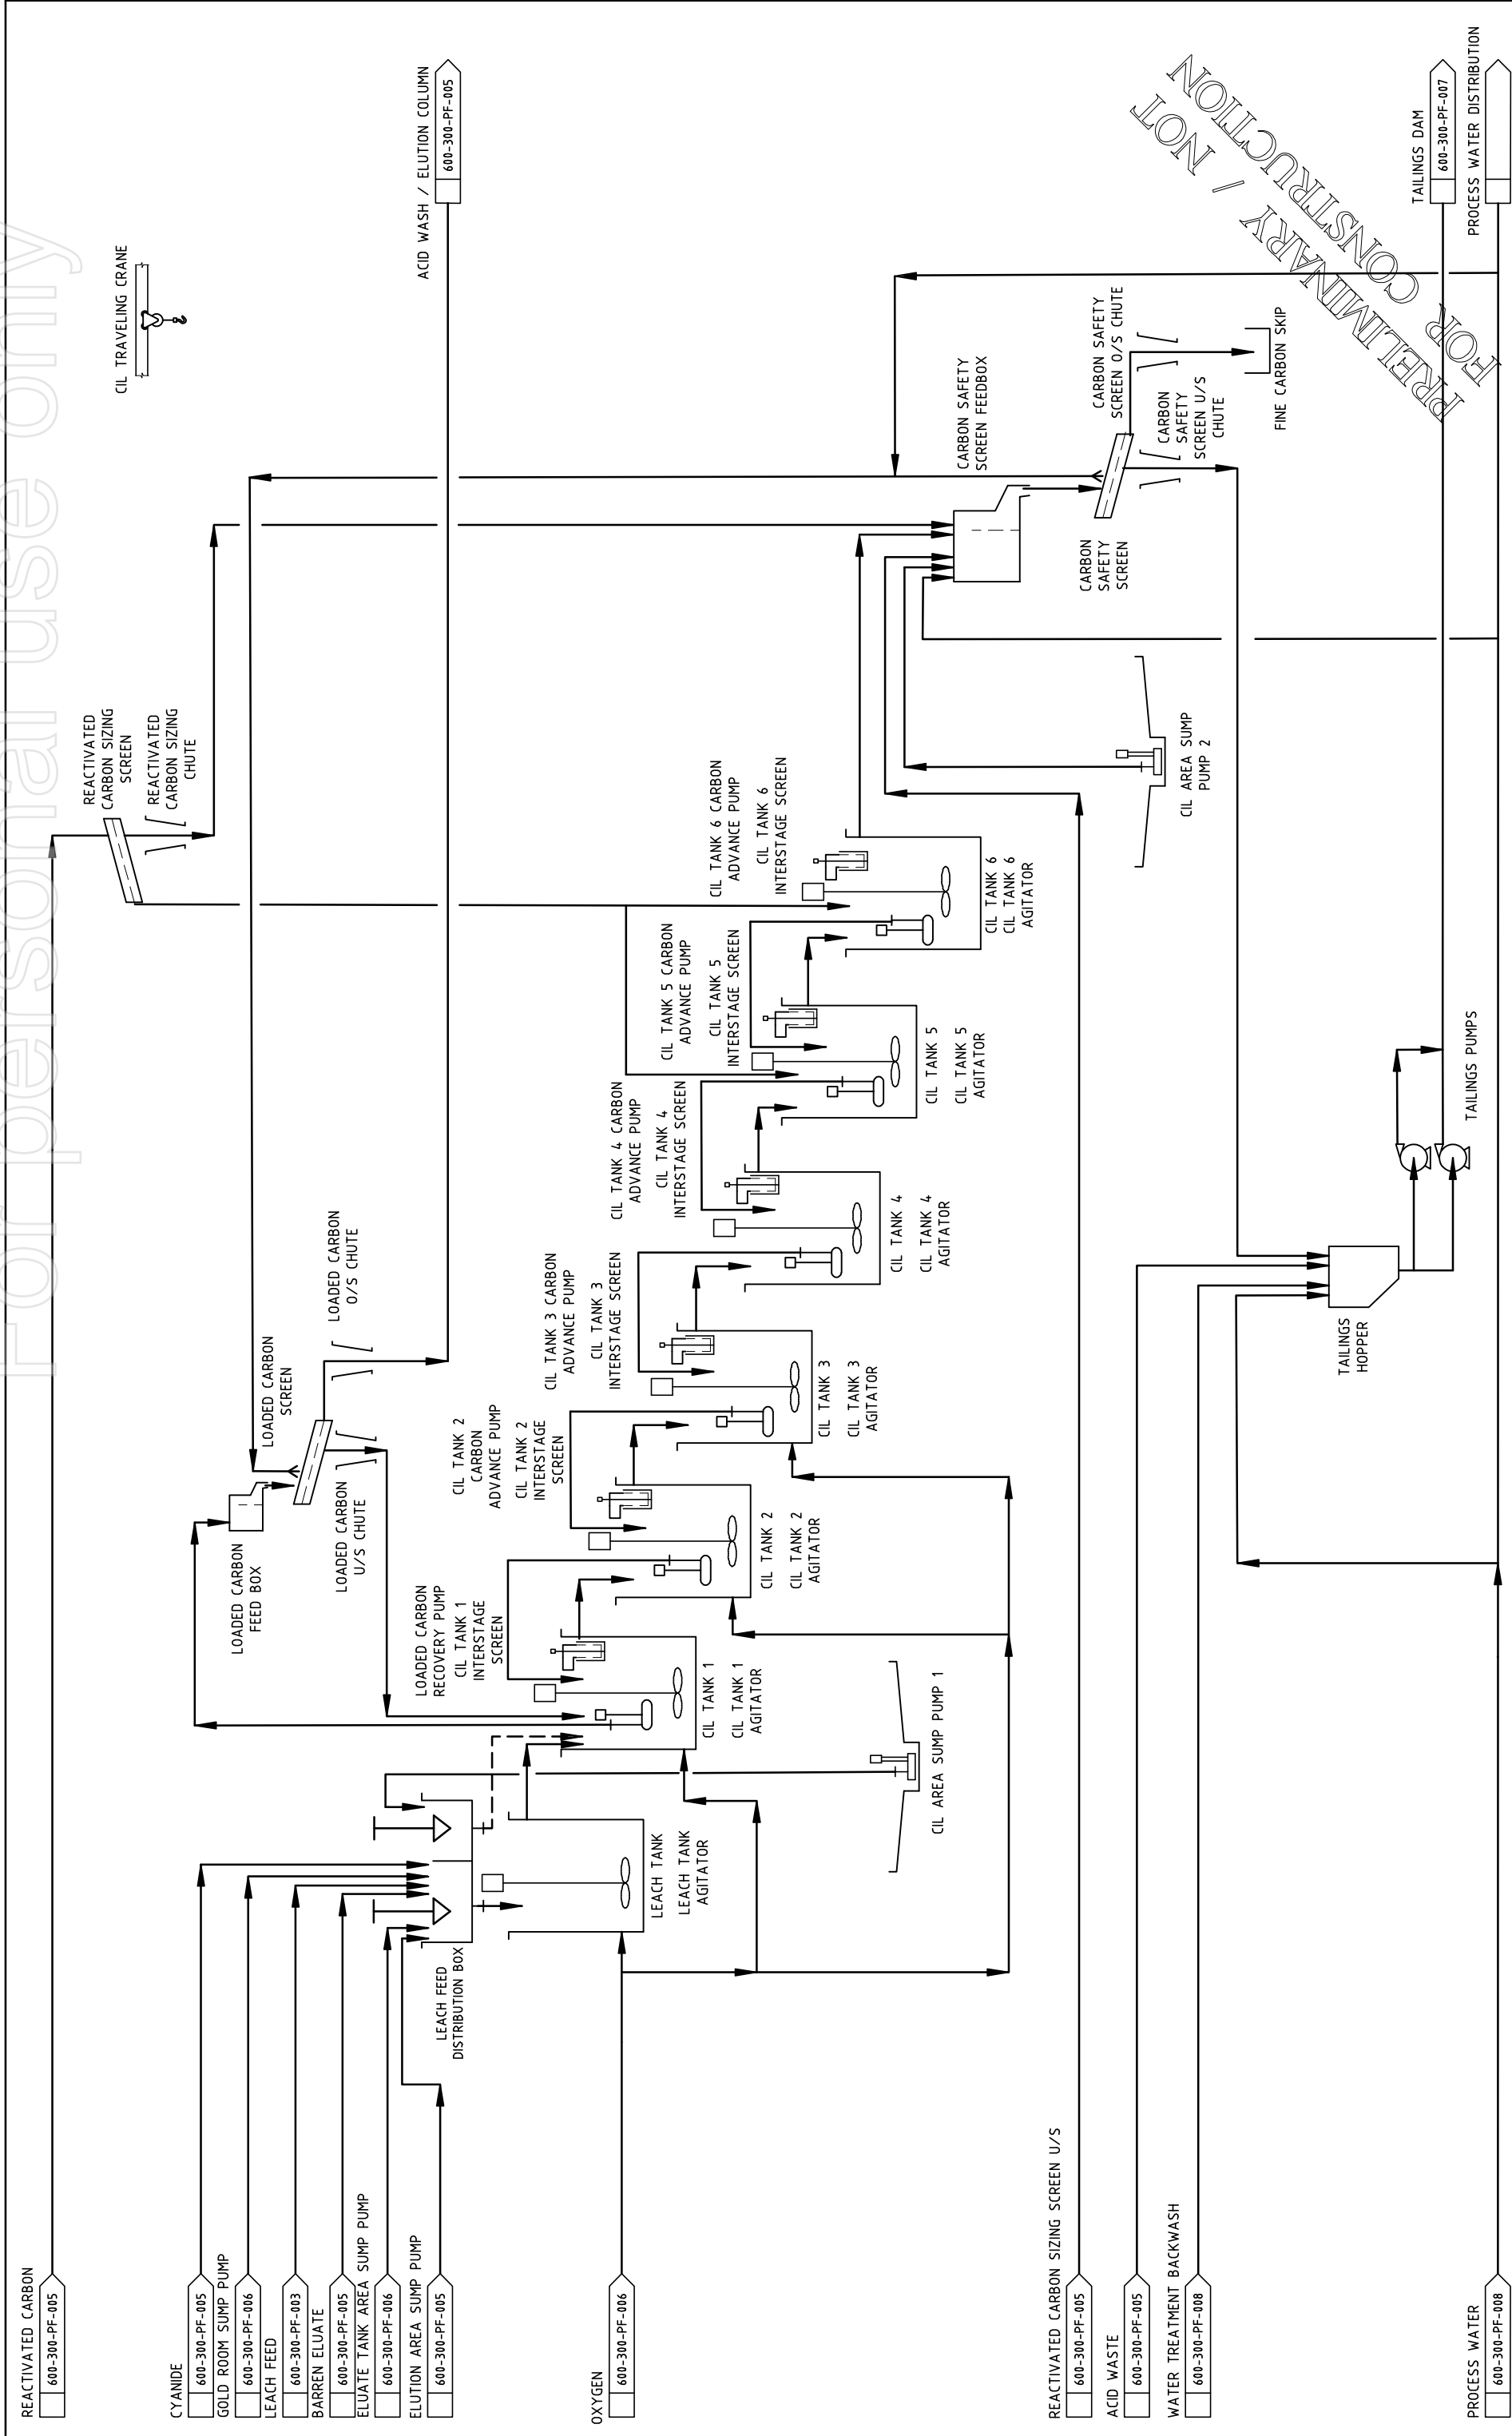 For personal use only
REACTIVATED CARBON
600-300-PF-005
CYANIDE
600-300-PF-005
GOLD ROOM SUMP PUMP
600-300-PF-006
LEACH FEED
600-300-PF-003
BARREN ELUATE
600-300-PF-005
ELUATE TANK AREA SUMP PUMP
600-300-PF-006
ELUTION AREA SUMP PUMP
600-300-PF-005
OXYGEN
600-300-PF-006
REACTIVATED CARBON SIZING SCREEN U/S
600-300-PF-005
ACID WASTE
600-300-PF-005
WATER TREATMENT BACKWASH
600-300-PF-008
PROCESS WATER
600-300-PF-008
LEACH FEED
DISTRIBUTION BOX
LEACH TANK
LEACH TANK
AGITATOR
CIL AREA SUMP PUMP 1
LOADED CARBON
FEED BOX
LOADED CARBON
SCREEN
LOADED CARBON
U/S CHUTE
LOADED CARBON
O/S CHUTE
LOADED CARBON
RECOVERY PUMP
CIL TANK 1
INTERSTAGE
SCREEN
CIL TANK 1
CIL TANK 1
AGITATOR
CIL TANK 2
CARBON
ADVANCE PUMP
CIL TANK 2
INTERSTAGE
SCREEN
CIL TANK 2
CIL TANK 2
AGITATOR
CIL TANK 3 CARBON
ADVANCE PUMP
CIL TANK 3
INTERSTAGE SCREEN
CIL TANK 3
CIL TANK 3
AGITATOR
CIL TANK 4 CARBON
ADVANCE PUMP
CIL TANK 4
INTERSTAGE SCREEN
CIL TANK 4
CIL TANK 4
AGITATOR
CIL TANK 5 CARBON
ADVANCE PUMP
CIL TANK 5
INTERSTAGE SCREEN
CIL TANK 5
CIL TANK 5
AGITATOR
CIL TANK 6 CARBON
ADVANCE PUMP
CIL TANK 6
INTERSTAGE SCREEN
CIL TANK 6
CIL TANK 6
AGITATOR
REACTIVATED
CARBON SIZING
SCREEN
REACTIVATED
CARBON SIZING
CHUTE
CIL AREA SUMP
PUMP 2
TAILINGS
HOPPER
TAILINGS PUMPS
CARBON SAFETY
SCREEN FEEDBOX
CARBON
SAFETY
SCREEN
CARBON SAFETY
SCREEN O/S CHUTE
CARBON
SAFETY
SCREEN U/S
CHUTE
FINE CARBON SKIP
CIL TRAVELING CRANE
ACID WASH / ELUTION COLUMN
600-300-PF-005
TAILINGS DAM
600-300-PF-007
PROCESS WATER DISTRIBUTION
PRELIMINARY / NOT
FOR CONSTRUCTION